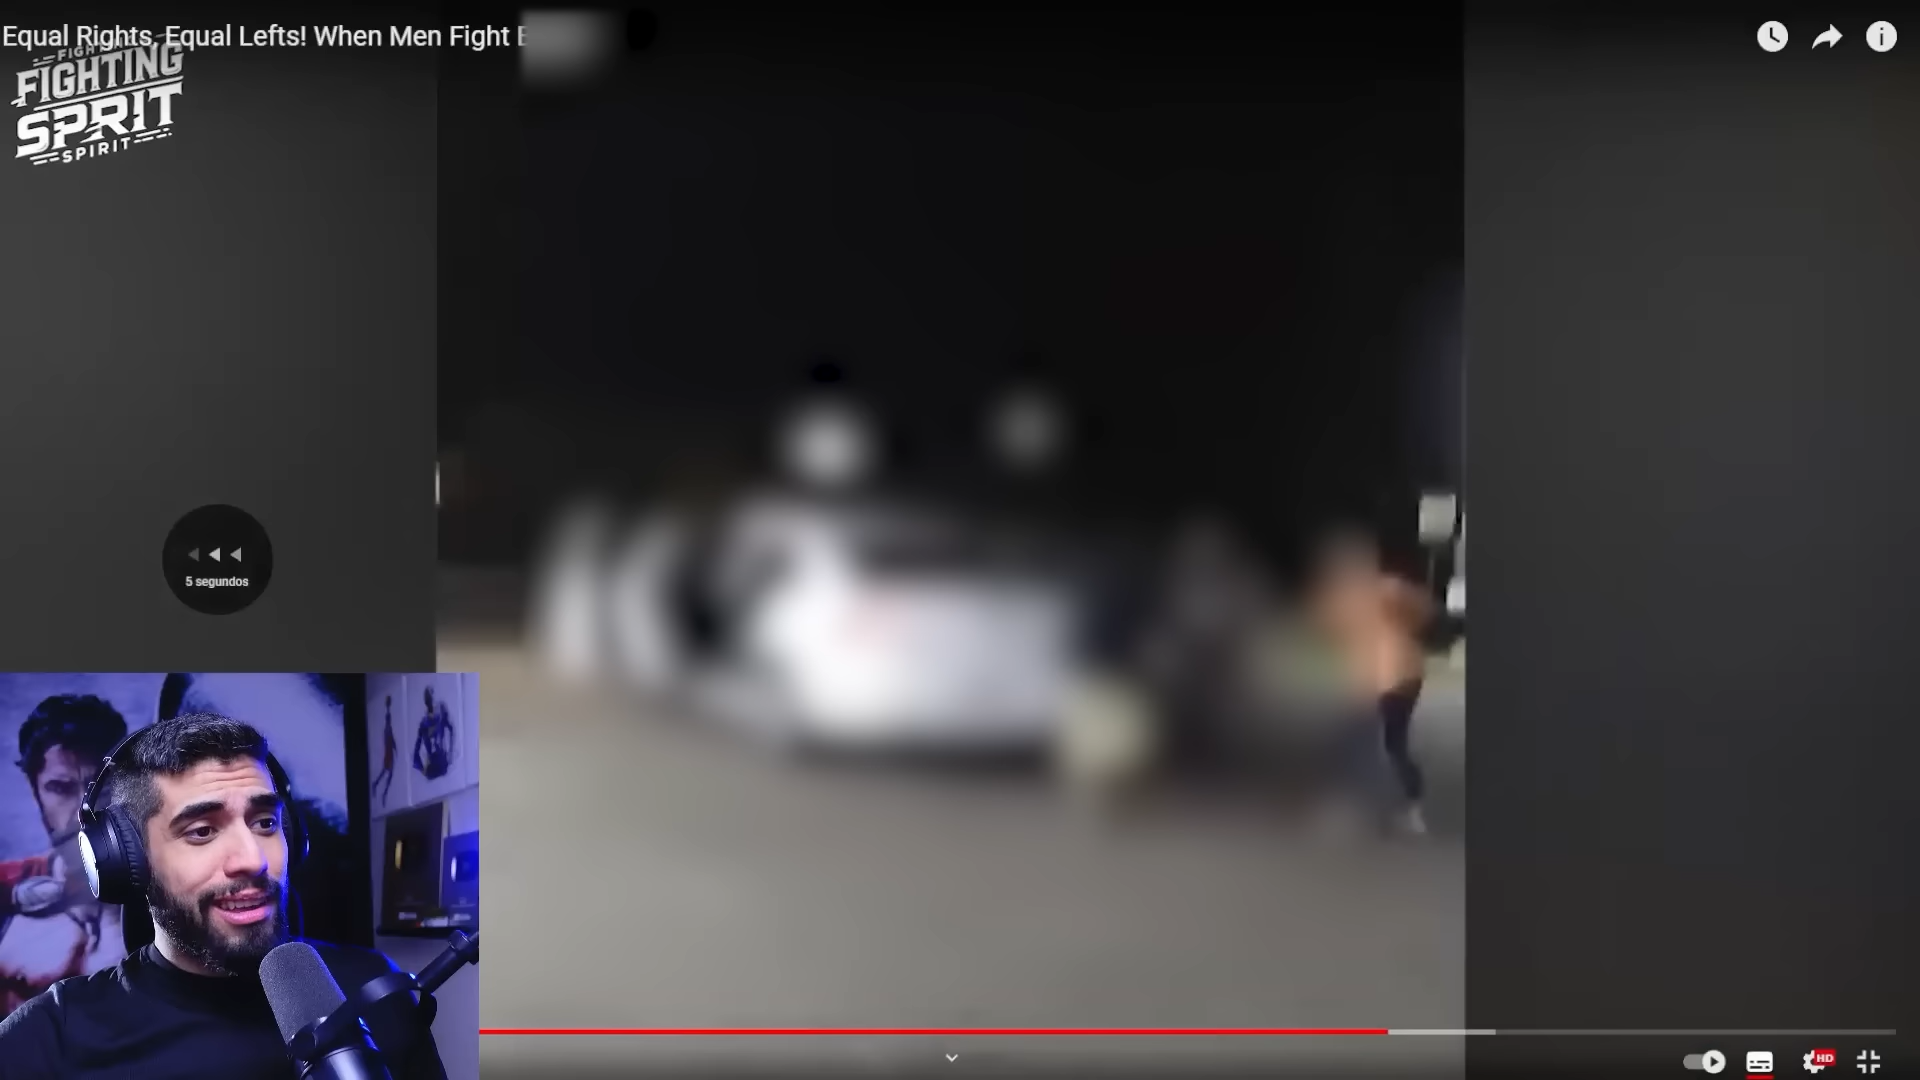 Equal Rights, Equal Lefts! When Men Fight
FIGHTING
SPRIT
SPIRIT
5 segundos
HD